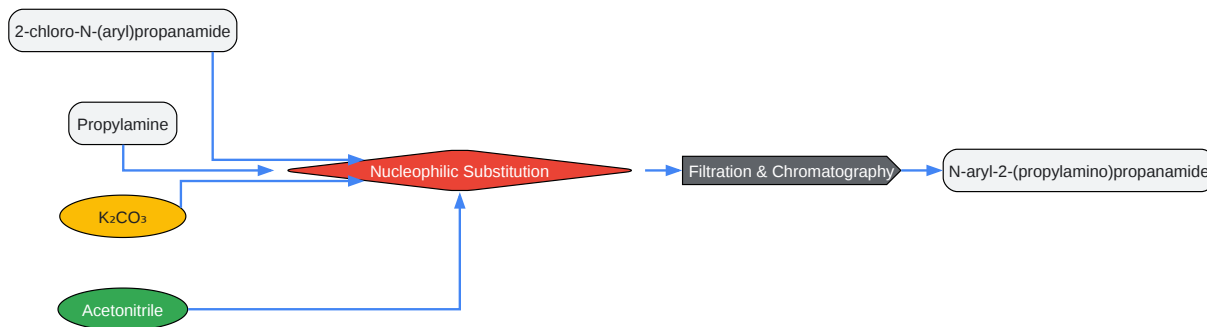 2-chloro-N-(aryl)propanamide
Propylamine
K₂CO₃
Acetonitrile
Nucleophilic Substitution
Filtration & Chromatography
N-aryl-2-(propylamino)propanamide